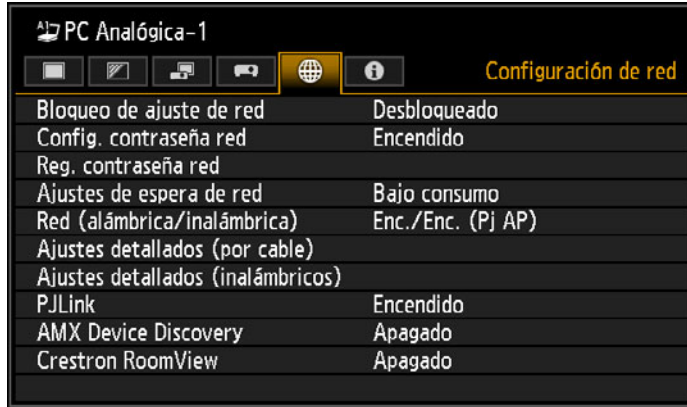 PC Analógica-1
Configuración de red
Bloqueo de ajuste de red Desbloqueado
Config. contraseña red Encendido
Reg. contraseña red
Ajustes de espera de red Bajo consumo
Red (alámbrica/inalámbrica) Enc./Enc. (Pj AP)
Ajustes detallados (por cable)
Ajustes detallados (inalámbricos)
PJLink Encendido
AMX Device Discovery Apagado
Crestron RoomView Apagado